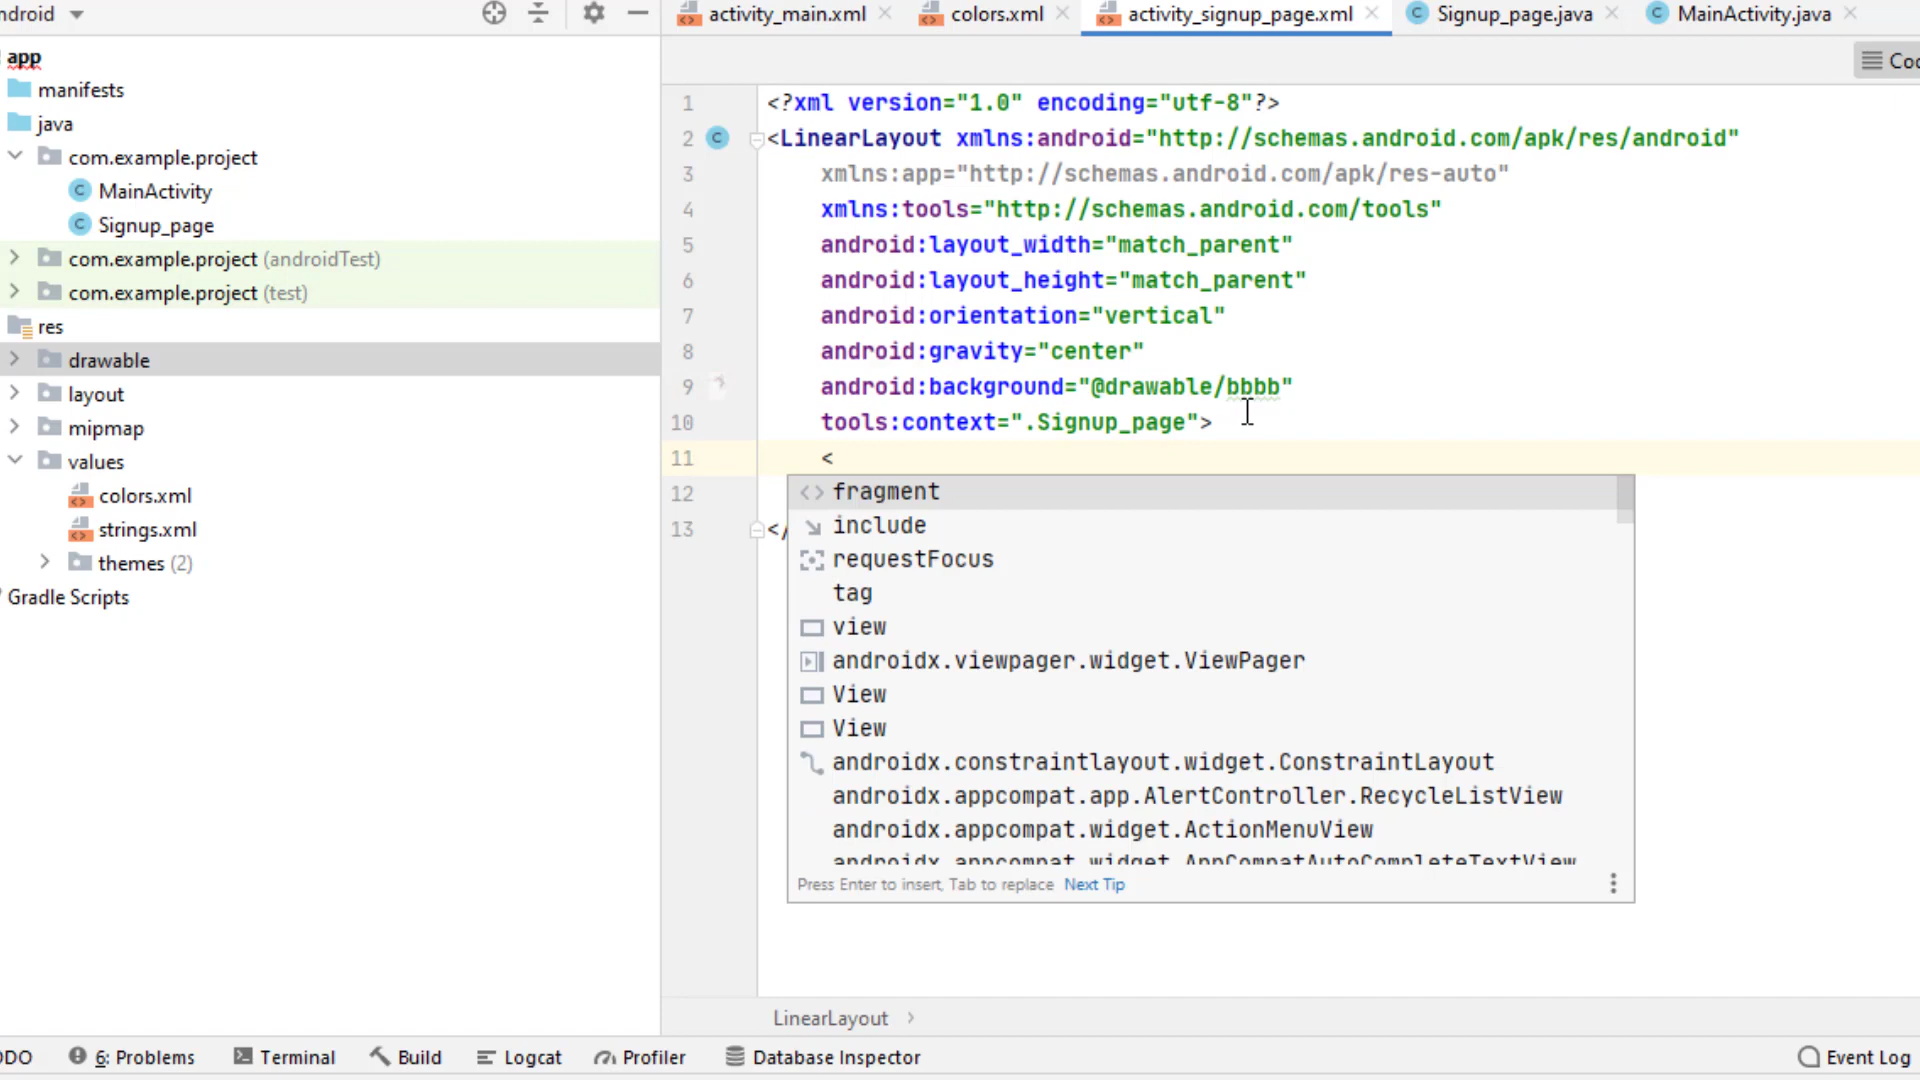 ndroid
activity_main.xml
colors.xml
activity_signup_page.xml
Signup_page.java
MainActivity.java
app
manifests
java
com.example.project
MainActivity
Signup_page
com.example.project (androidTest)
com.example.project (test)
res
drawable
layout
mipmap
values
colors.xml
strings.xml
themes (2)
Gradle Scripts
Coc
1 <?xml version="1.0" encoding="utf-8"?>
2 <LinearLayout xmlns:android="http://schemas.android.com/apk/res/android"
3 xmlns:app="http://schemas.android.com/apk/res-auto"
4 xmlns:tools="http://schemas.android.com/tools"
5 android:layout_width="match_parent"
6 android:layout_height="match_parent"
7 android:orientation="vertical"
8 android:gravity="center"
9 android:background="@drawable/bbbb"
10 tools:context=".Signup_page">
11 <
12
13 </
fragment
include
requestFocus
tag
view
androidx.viewpager.widget.ViewPager
View
View
androidx.constraintlayout.widget.ConstraintLayout
androidx.appcompat.app.AlertController.RecycleListView
androidx.appcompat.widget.ActionMenuView
androidx.appcompat.widget.AppCompatAutoCompleteTextView
Press Enter to insert, Tab to replace Next Tip
LinearLayout
ODO
6: Problems
Terminal
Build
Logcat
Profiler
Database Inspector
Event Log